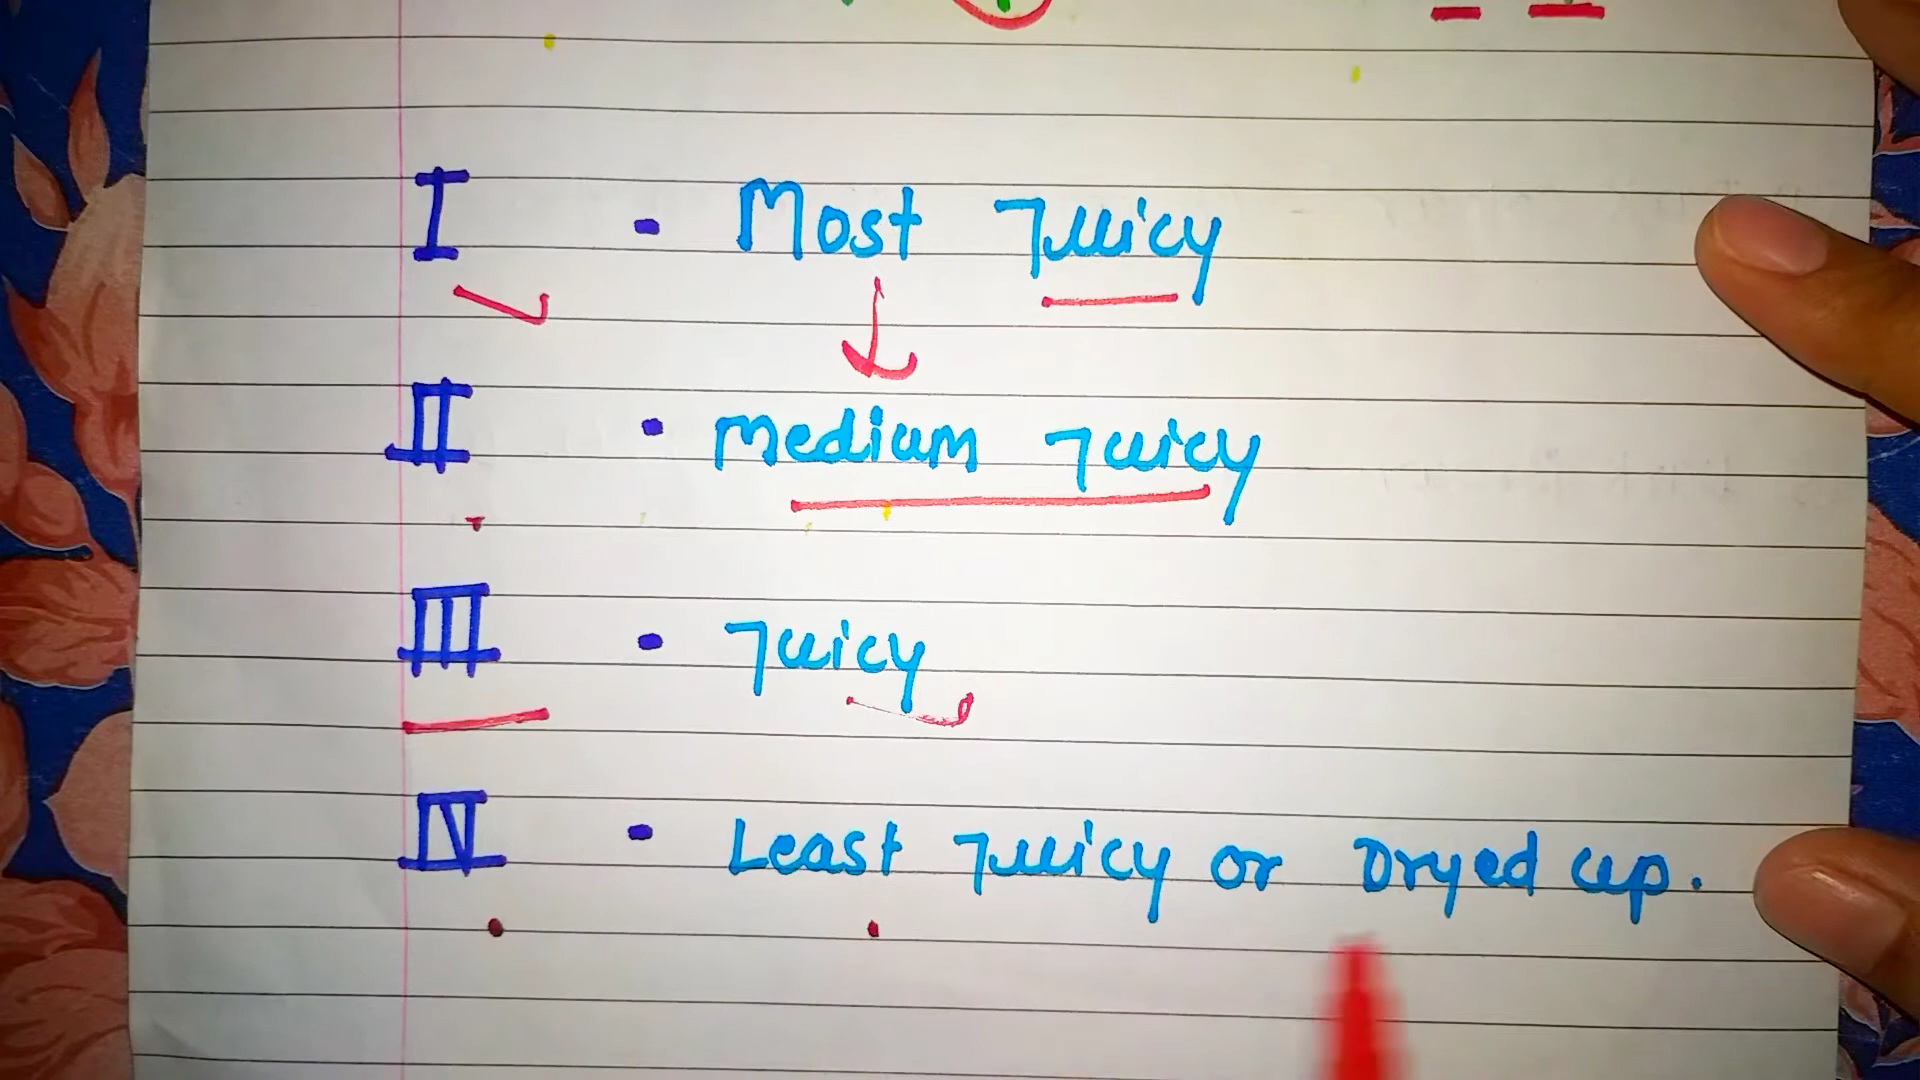 I - Most Juicy
II - Medium Juicy
III - Juicy
IV - Least Juicy or Dryed up.